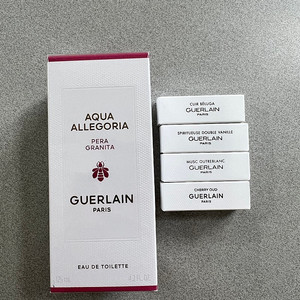 AQUA
ALLEGORIA
PERA
GRANITA
GUERLAIN
PARIS
EAU DE TOILETTE
CUIR BÉLUGA
GUERLAIN
PARIS
SPIRITUEUSE DOUBLE VANILLE
GUERLAIN
PARIS
MUSC OUTREBLANC
GUERLAIN
PARIS
CHERRY OUD
GUERLAIN
PARIS